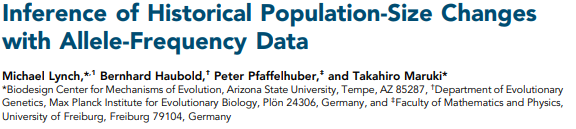 Inference of Historical Population-Size Changes
with Allele-Frequency Data
Michael Lynch,*,1 Bernhard Haubold,† Peter Pfaffelhuber,‡ and Takahiro Maruki*
*Biodesign Center for Mechanisms of Evolution, Arizona State University, Tempe, AZ 85287, †Department of Evolutionary
Genetics, Max Planck Institute for Evolutionary Biology, Plön 24306, Germany, and ‡Faculty of Mathematics and Physics,
University of Freiburg, Freiburg 79104, Germany